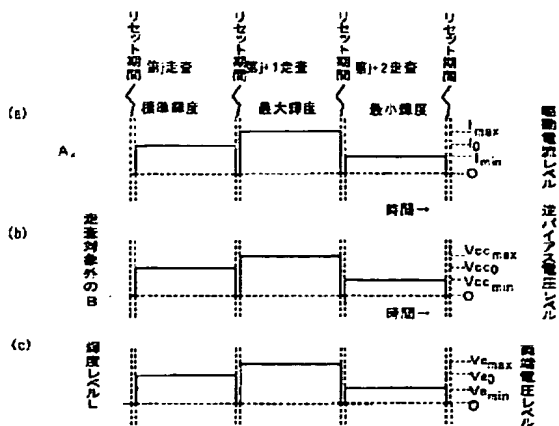 リセット期間
リセット期間
リセット期間
リセット期間
第j走査
第j+1走査
第j+2走査
標準輝度
最大輝度
最小輝度
(a)
A
Imax
I0
Imin
0
駆動電流レベル
時間→
(b)
走査対象外のB
Vccmax
Vcc0
Vccmin
0
逆バイアス電圧レベル
時間→
(c)
輝度レベルL
Vemax
Ve0
Vemin
0
両端電圧レベル